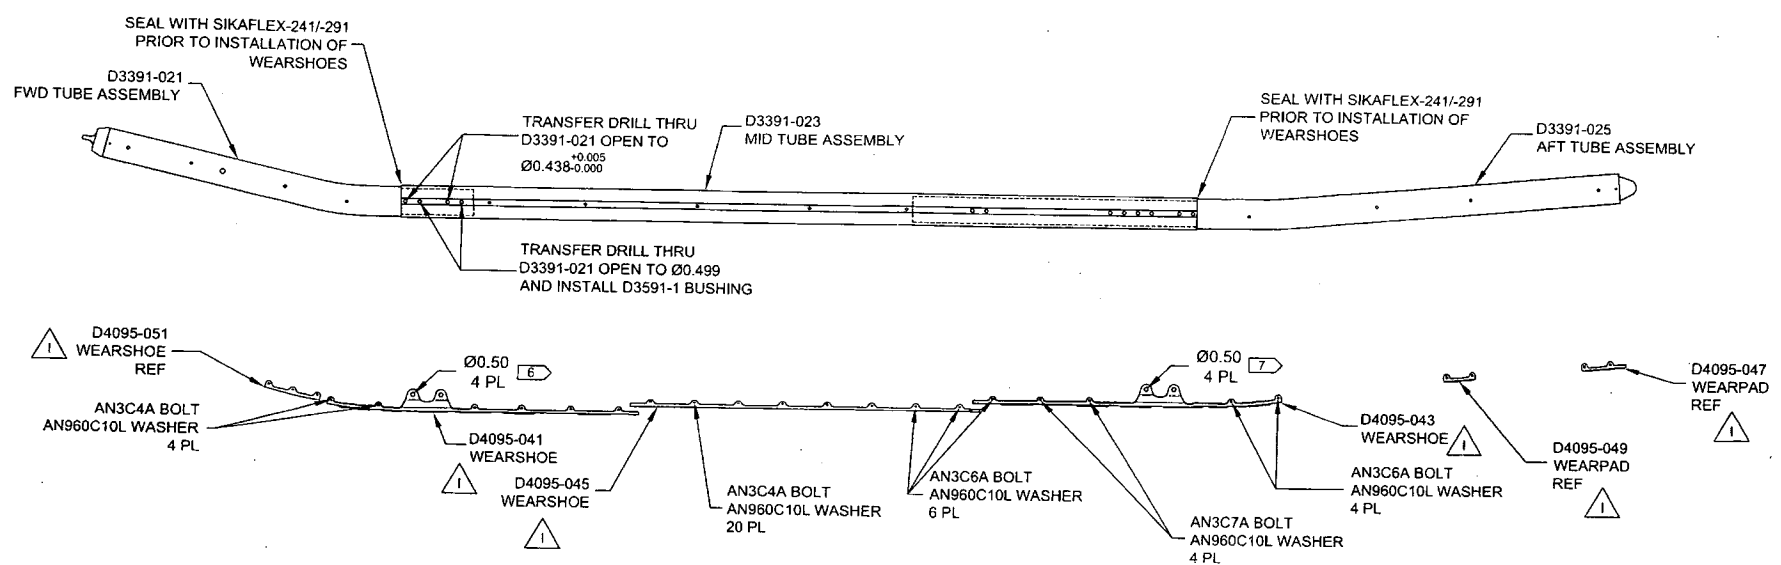 SEAL WITH SIKAFLEX-241/-291
PRIOR TO INSTALLATION OF
WEARSHOES
D3391-021
FWD TUBE ASSEMBLY
TRANSFER DRILL THRU
D3391-021 OPEN TO
Ø0.438+0.005
-0.000
D3391-023
MID TUBE ASSEMBLY
SEAL WITH SIKAFLEX-241/-291
PRIOR TO INSTALLATION OF
WEARSHOES
D3391-025
AFT TUBE ASSEMBLY
TRANSFER DRILL THRU
D3391-021 OPEN TO Ø0.499
AND INSTALL D3591-1 BUSHING
1
D4095-051
WEARSHOE
REF
Ø0.50
4 PL
6
Ø0.50
4 PL
7
D4095-047
WEARPAD
REF
1
AN3C4A BOLT
AN960C10L WASHER
4 PL
D4095-041
WEARSHOE
1
D4095-045
WEARSHOE
1
AN3C4A BOLT
AN960C10L WASHER
20 PL
AN3C6A BOLT
AN960C10L WASHER
6 PL
AN3C7A BOLT
AN960C10L WASHER
4 PL
D4095-043
WEARSHOE
1
AN3C6A BOLT
AN960C10L WASHER
4 PL
D4095-049
WEARPAD
REF
1